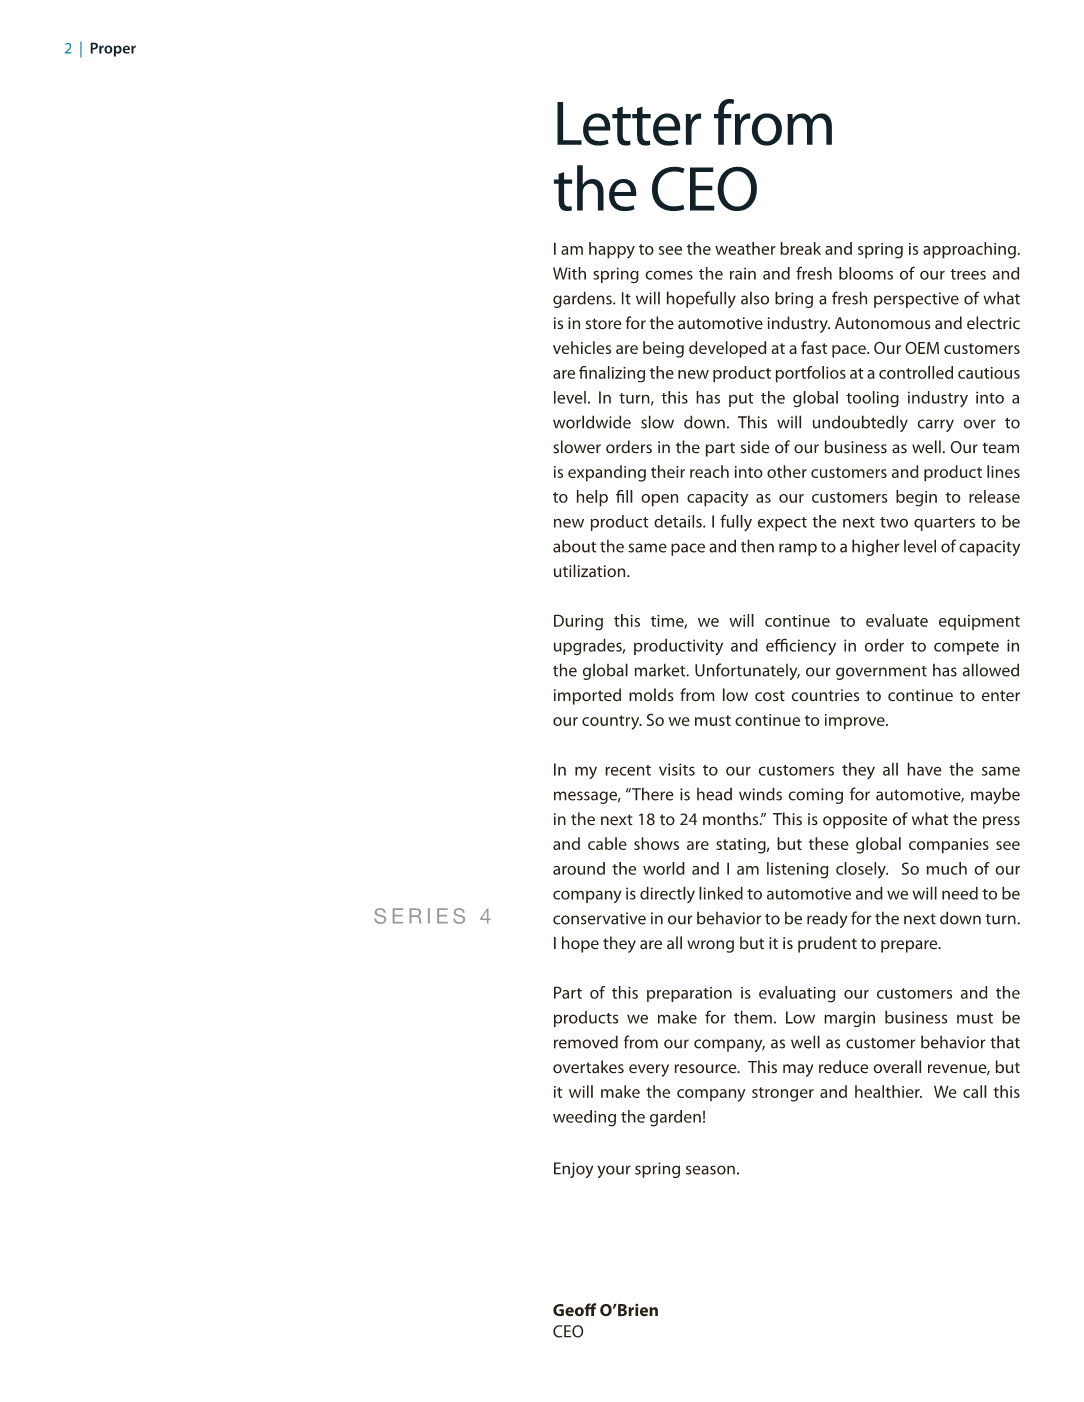 2 | Proper
Letter from
the CEO
I am happy to see the weather break and spring is approaching.
With spring comes the rain and fresh blooms of our trees and
gardens. It will hopefully also bring a fresh perspective of what
is in store for the automotive industry. Autonomous and electric
vehicles are being developed at a fast pace. Our OEM customers
are finalizing the new product portfolios at a controlled cautious
level. In turn, this has put the global tooling industry into a
worldwide slow down. This will undoubtedly carry over to
slower orders in the part side of our business as well. Our team
is expanding their reach into other customers and product lines
to help fill open capacity as our customers begin to release
new product details. I fully expect the next two quarters to be
about the same pace and then ramp to a higher level of capacity
utilization.
During this time, we will continue to evaluate equipment
upgrades, productivity and efficiency in order to compete in
the global market. Unfortunately, our government has allowed
imported molds from low cost countries to continue to enter
our country. So we must continue to improve.
In my recent visits to our customers they all have the same
message, “There is head winds coming for automotive, maybe
in the next 18 to 24 months.” This is opposite of what the press
and cable shows are stating, but these global companies see
around the world and I am listening closely.  So much of our
company is directly linked to automotive and we will need to be
conservative in our behavior to be ready for the next down turn.
I hope they are all wrong but it is prudent to prepare.
Part of this preparation is evaluating our customers and the
products we make for them. Low margin business must be
removed from our company, as well as customer behavior that
overtakes every resource.  This may reduce overall revenue, but
it will make the company stronger and healthier.  We call this
weeding the garden!
Enjoy your spring season.
SERIES 4
Geoff O’Brien
CEO